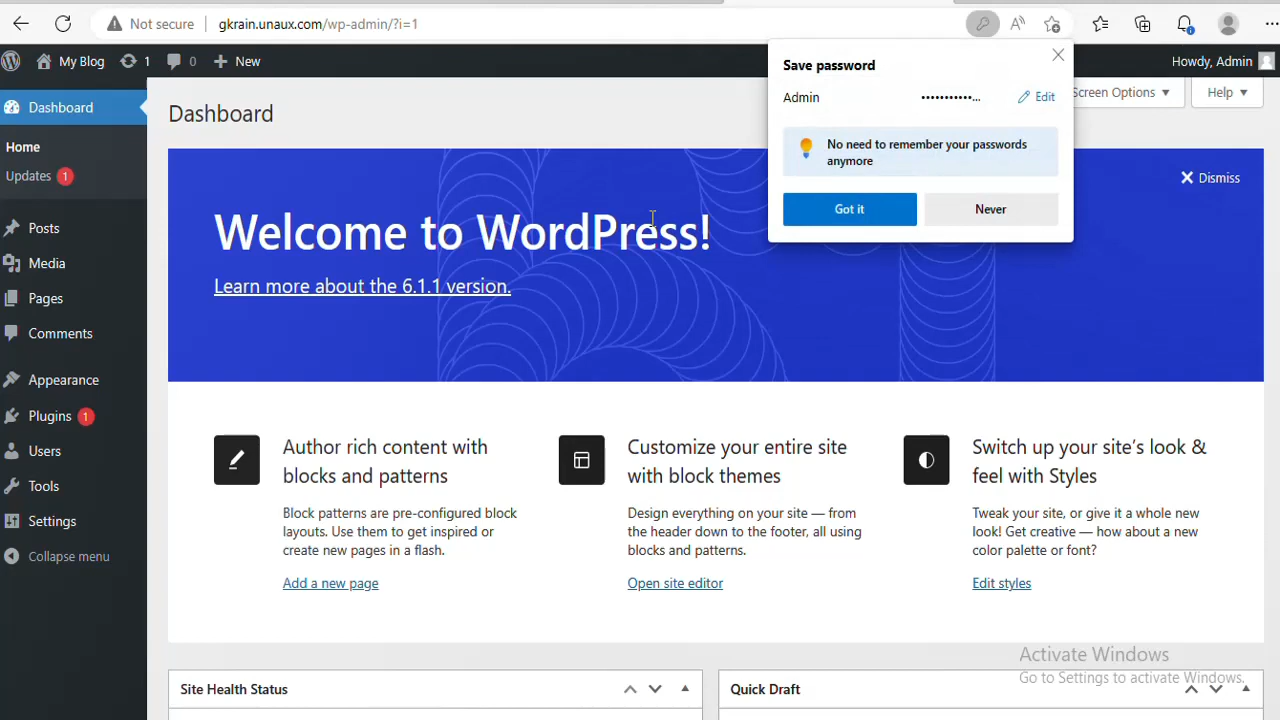 Not secure
gkrain.unaux.com/wp-admin/?i=1
My Blog 1 0 New
Howdy, Admin
Save password
Admin ••••••••••••... Edit
No need to remember your passwords
anymore
Got it Never
Screen Options Help
Dashboard
Home
Updates 1
Posts
Media
Pages
Comments
Appearance
Plugins 1
Users
Tools
Settings
Collapse menu
Dashboard
Dismiss
Welcome to WordPress!
Learn more about the 6.1.1 version.
Author rich content with
blocks and patterns
Block patterns are pre-configured block
layouts. Use them to get inspired or
create new pages in a flash.
Add a new page
Customize your entire site
with block themes
Design everything on your site — from
the header down to the footer, all using
blocks and patterns.
Open site editor
Switch up your site's look &
feel with Styles
Tweak your site, or give it a whole new
look! Get creative — how about a new
color palette or font?
Edit styles
Site Health Status
Quick Draft
Activate Windows
Go to Settings to activate Windows.